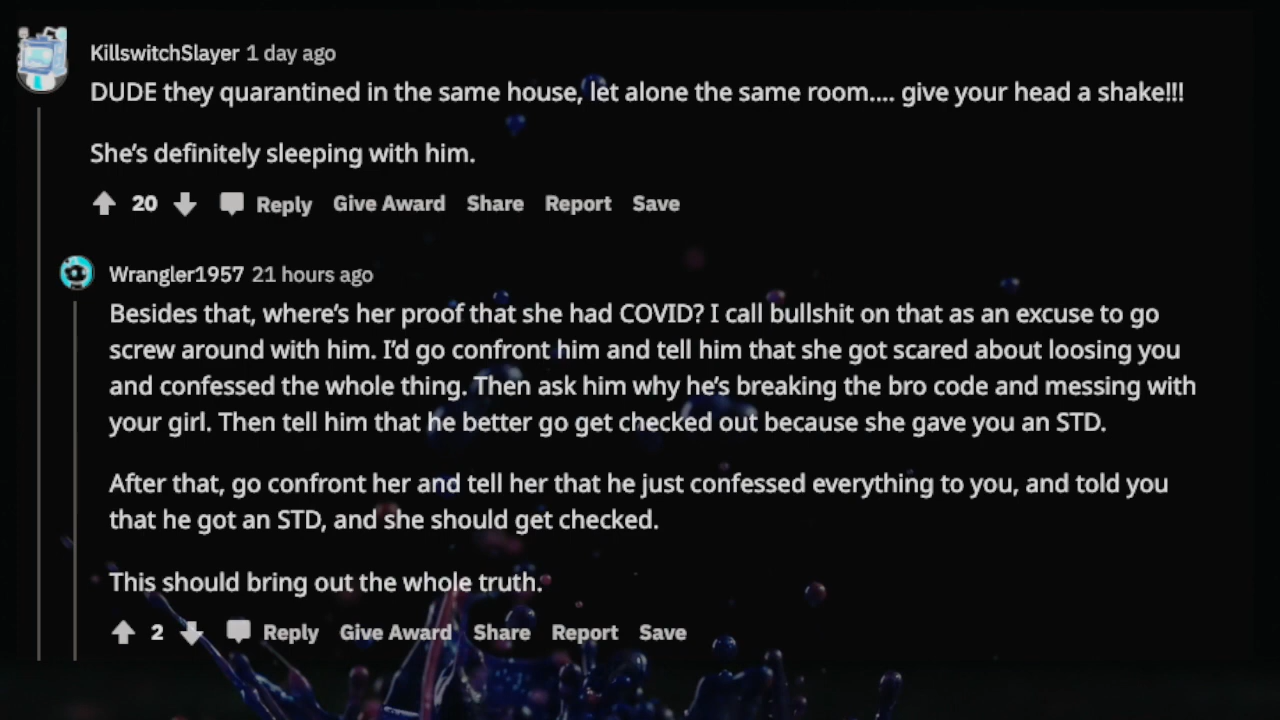 KillswitchSlayer 1 day ago
DUDE they quarantined in the same house, let alone the same room.... give your head a shake!!!
She's definitely sleeping with him.
20 Reply Give Award Share Report Save
Wrangler1957 21 hours ago
Besides that, where's her proof that she had COVID? I call bullshit on that as an excuse to go
screw around with him. I'd go confront him and tell him that she got scared about loosing you
and confessed the whole thing. Then ask him why he's breaking the bro code and messing with
your girl. Then tell him that he better go get checked out because she gave you an STD.
After that, go confront her and tell her that he just confessed everything to you, and told you
that he got an STD, and she should get checked.
This should bring out the whole truth.
2 Reply Give Award Share Report Save